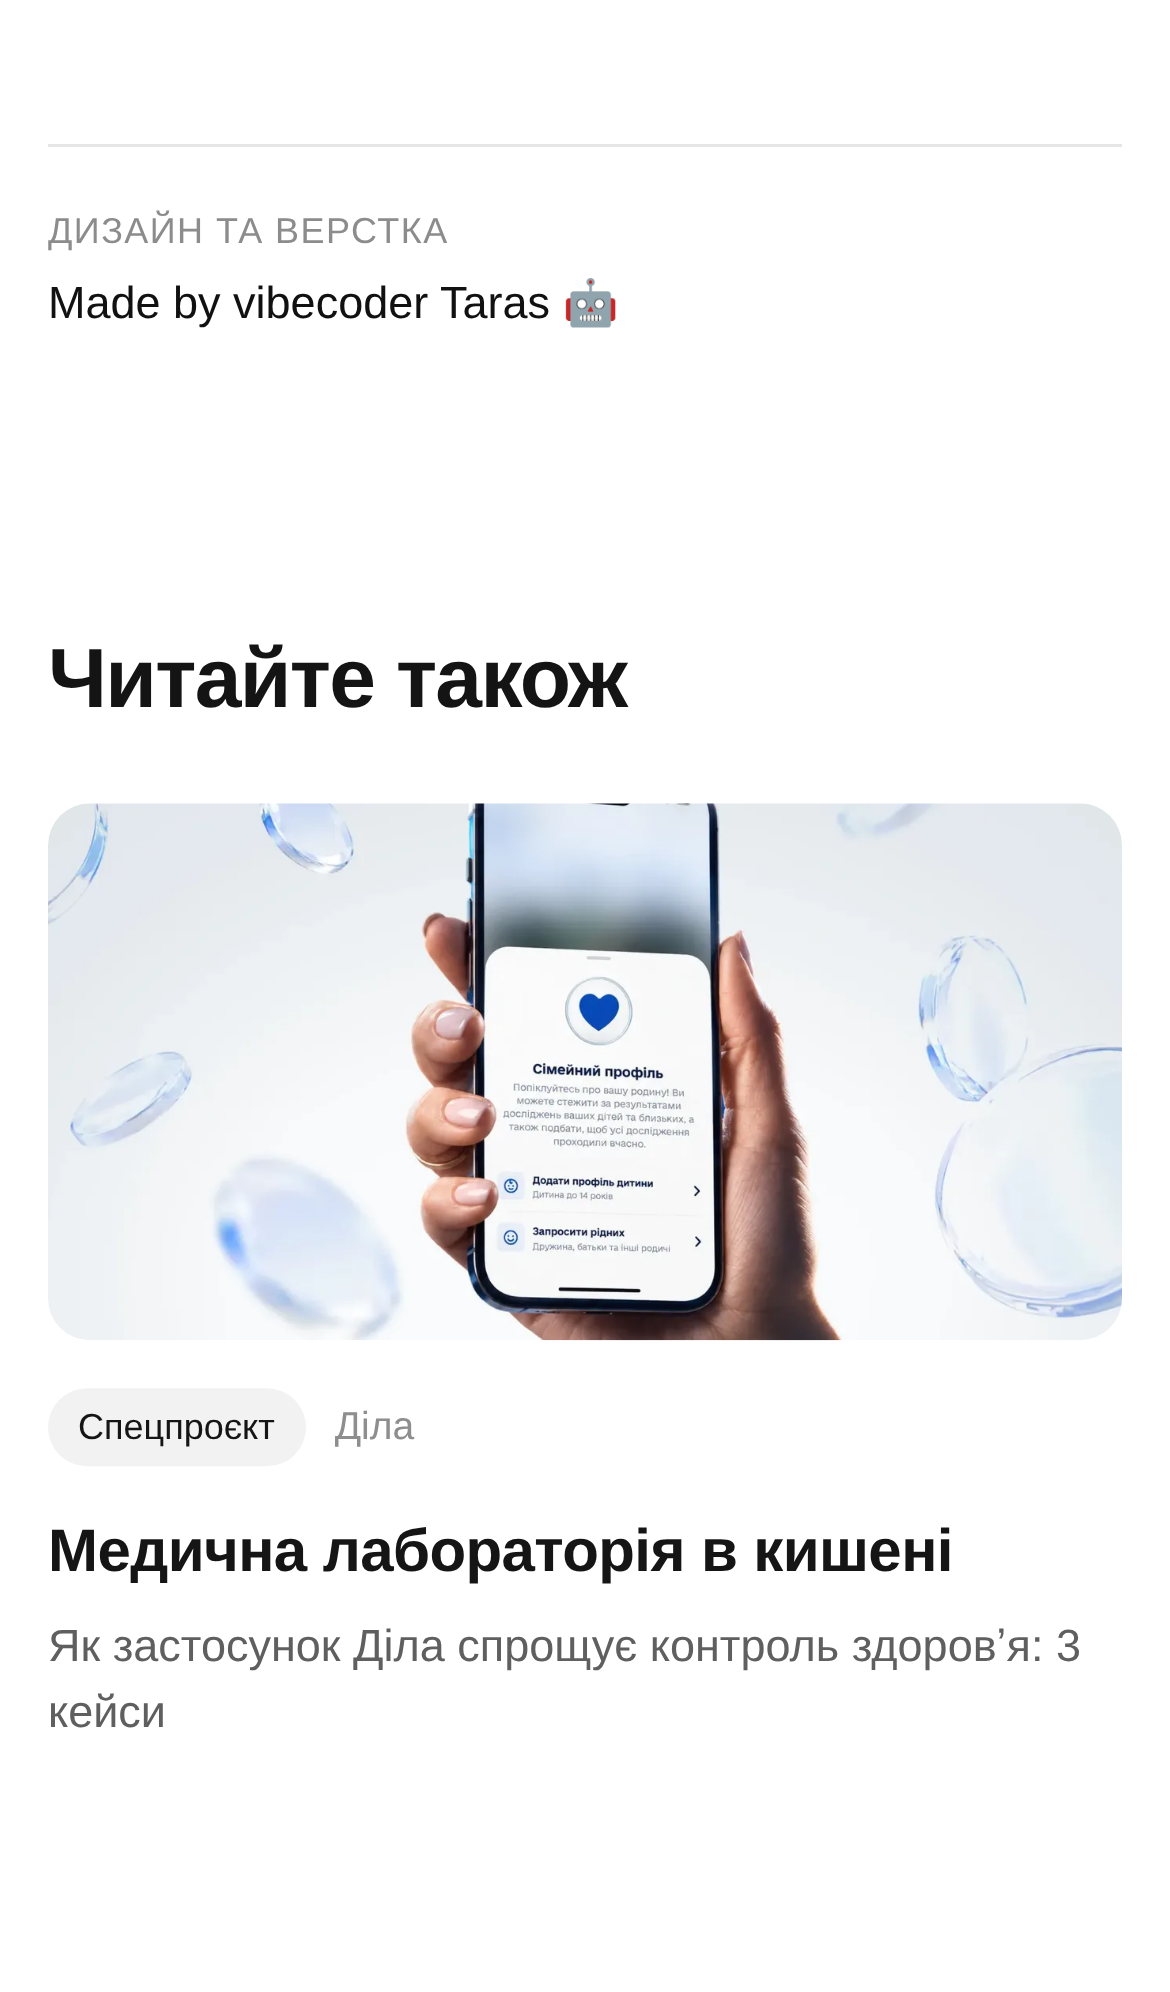 ДИЗАЙН ТА ВЕРСТКА
Made by vibecoder Taras 🤖
Читайте також
Сімейний профіль
Попіклуйтесь про вашу родину! Ви
можете стежити за результатами
досліджень ваших дітей та близьких, а
також подбати, щоб усі дослідження
проходили вчасно.
Додати профіль дитини
Дитина до 14 років
Запросити рідних
Дружина, батьки та інші родичі
Спецпроєкт Діла
Медична лабораторія в кишені
Як застосунок Діла спрощує контроль здоровʼя: 3
кейси